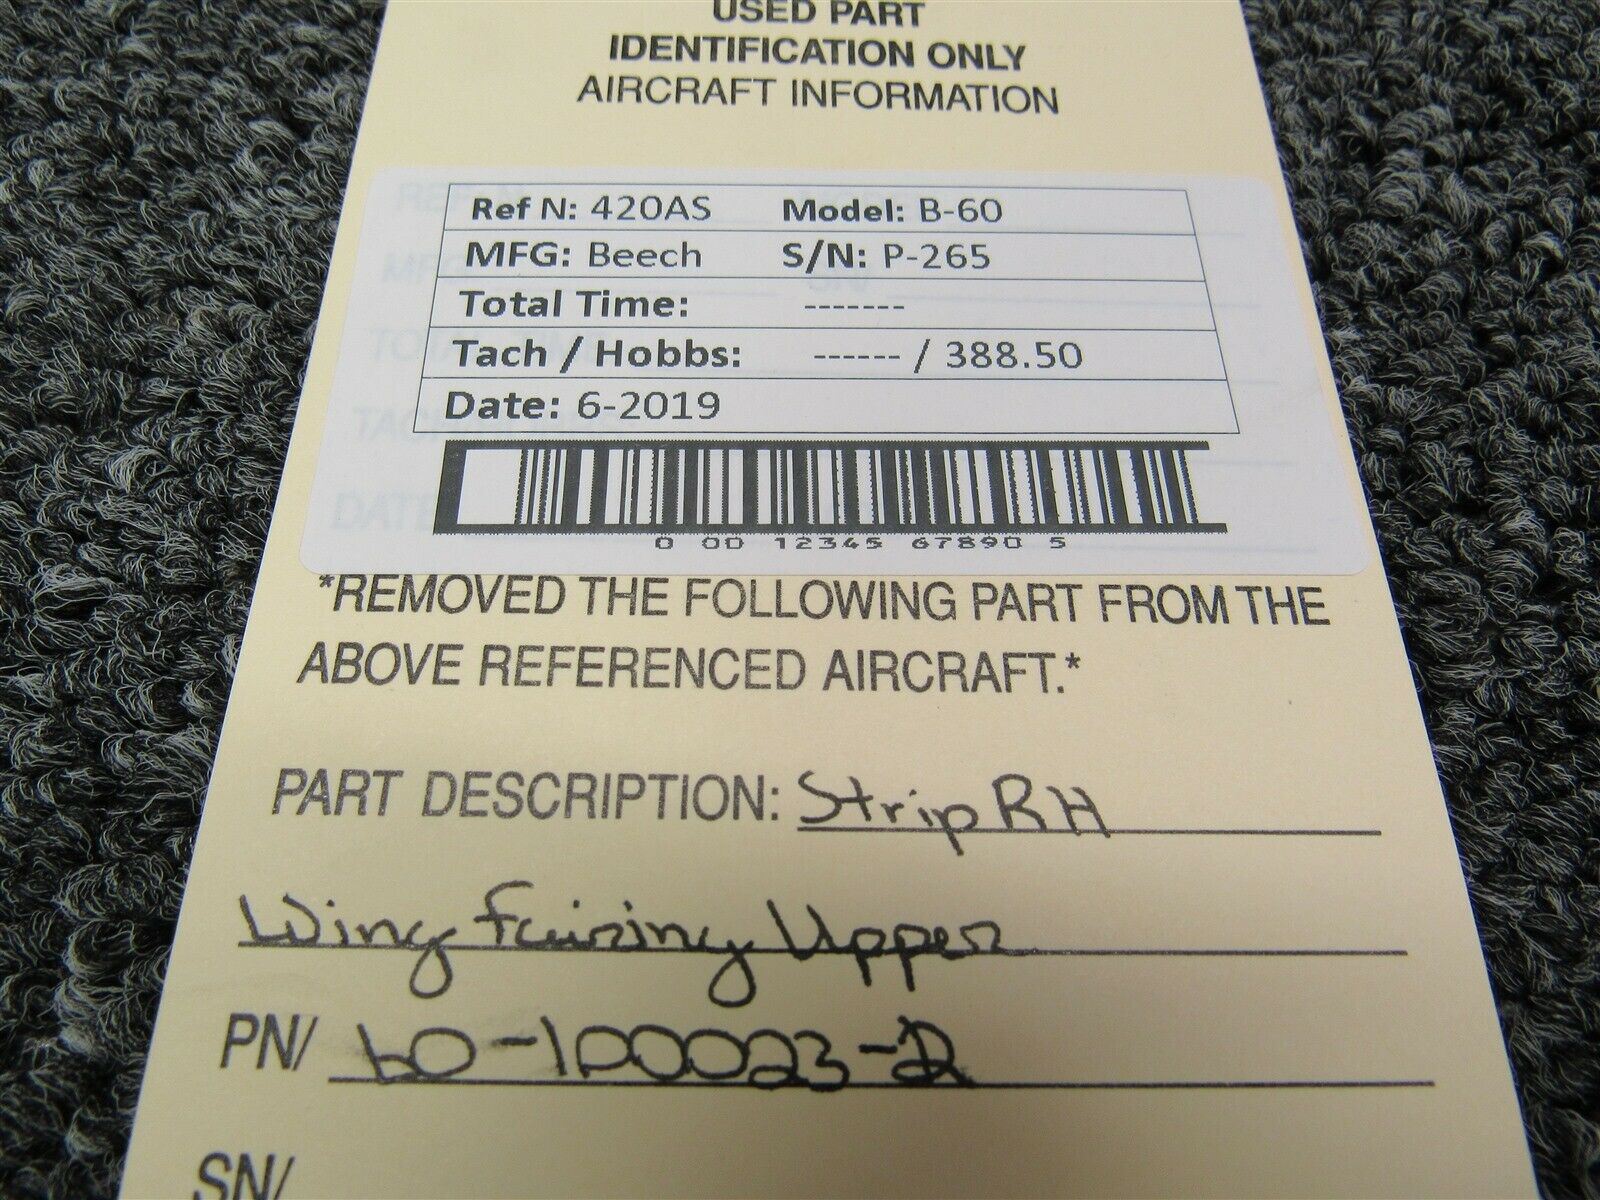 USED PART
IDENTIFICATION ONLY
AIRCRAFT INFORMATION
Ref N: 420AS Model: B-60
MFG: Beech S/N: P-265
Total Time: -------
Tach / Hobbs: ------ / 388.50
Date: 6-2019
0 00 12345 67890 5
*REMOVED THE FOLLOWING PART FROM THE
ABOVE REFERENCED AIRCRAFT.*
PART DESCRIPTION: Strip RH
Wing Fairing Upper
PN/ 60-100023-2
SN/